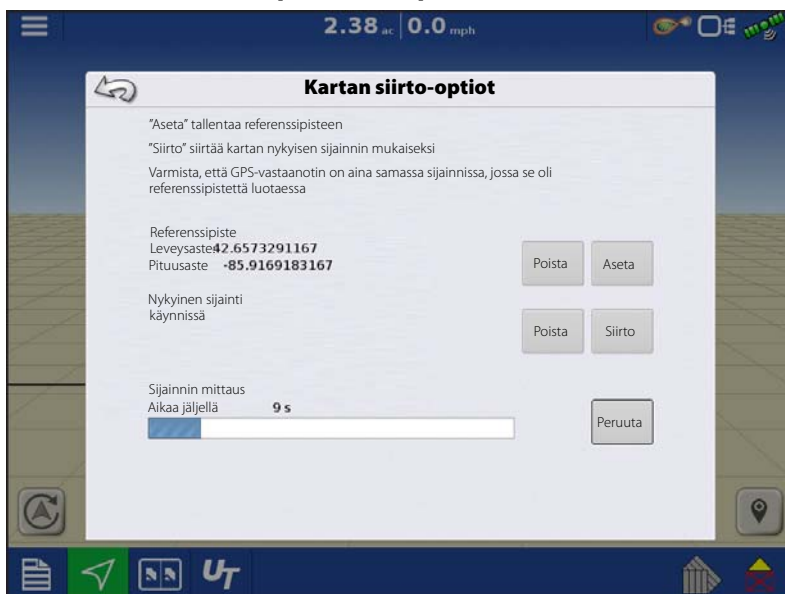 2.38 ac 0.0 mph
Kartan siirto-optiot
"Aseta" tallentaa referenssipisteen
"Siirto" siirtää kartan nykyisen sijainnin mukaiseksi
Varmista, että GPS-vastaanotin on aina samassa sijainnissa, jossa se oli
referenssipistettä luotaessa
Referenssipiste
Leveysaste 42.6573291167
Pituusaste -85.9169183167
Poista Aseta
Nykyinen sijainti
käynnissä
Poista Siirto
Sijainnin mittaus
Aikaa jäljellä 9 s
Peruuta
UT